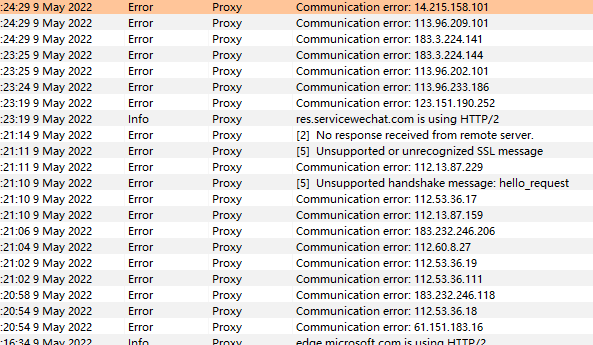 :24:29 9 May 2022 Error Proxy Communication error: 14.215.158.101
:24:29 9 May 2022 Error Proxy Communication error: 113.96.209.101
:24:29 9 May 2022 Error Proxy Communication error: 183.3.224.141
:23:25 9 May 2022 Error Proxy Communication error: 183.3.224.144
:23:25 9 May 2022 Error Proxy Communication error: 113.96.202.101
:23:24 9 May 2022 Error Proxy Communication error: 113.96.233.186
:23:19 9 May 2022 Error Proxy Communication error: 123.151.190.252
:23:19 9 May 2022 Info Proxy res.servicewechat.com is using HTTP/2
:21:14 9 May 2022 Error Proxy [2] No response received from remote server.
:21:11 9 May 2022 Error Proxy [5] Unsupported or unrecognized SSL message
:21:11 9 May 2022 Error Proxy Communication error: 112.13.87.229
:21:10 9 May 2022 Error Proxy [5] Unsupported handshake message: hello_request
:21:10 9 May 2022 Error Proxy Communication error: 112.53.36.17
:21:10 9 May 2022 Error Proxy Communication error: 112.13.87.159
:21:06 9 May 2022 Error Proxy Communication error: 183.232.246.206
:21:04 9 May 2022 Error Proxy Communication error: 112.60.8.27
:21:02 9 May 2022 Error Proxy Communication error: 112.53.36.19
:21:02 9 May 2022 Error Proxy Communication error: 112.53.36.111
:20:58 9 May 2022 Error Proxy Communication error: 183.232.246.118
:20:54 9 May 2022 Error Proxy Communication error: 112.53.36.18
:20:54 9 May 2022 Error Proxy Communication error: 61.151.183.16
:16:34 9 May 2022 Info Proxy edge.microsoft.com is using HTTP/2